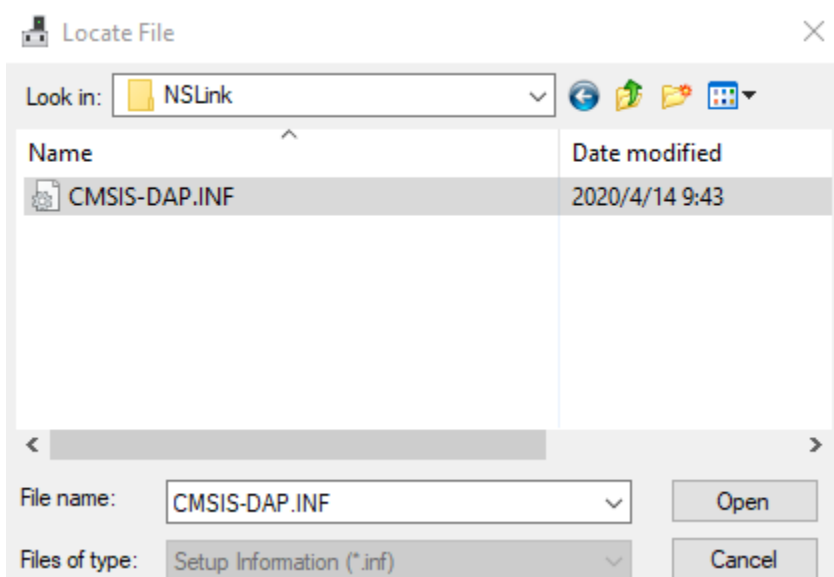 Locate File
Look in: NSLink
Name Date modified
CMSIS-DAP.INF 2020/4/14 9:43
File name: CMSIS-DAP.INF Open
Files of type: Setup Information (*.inf) Cancel